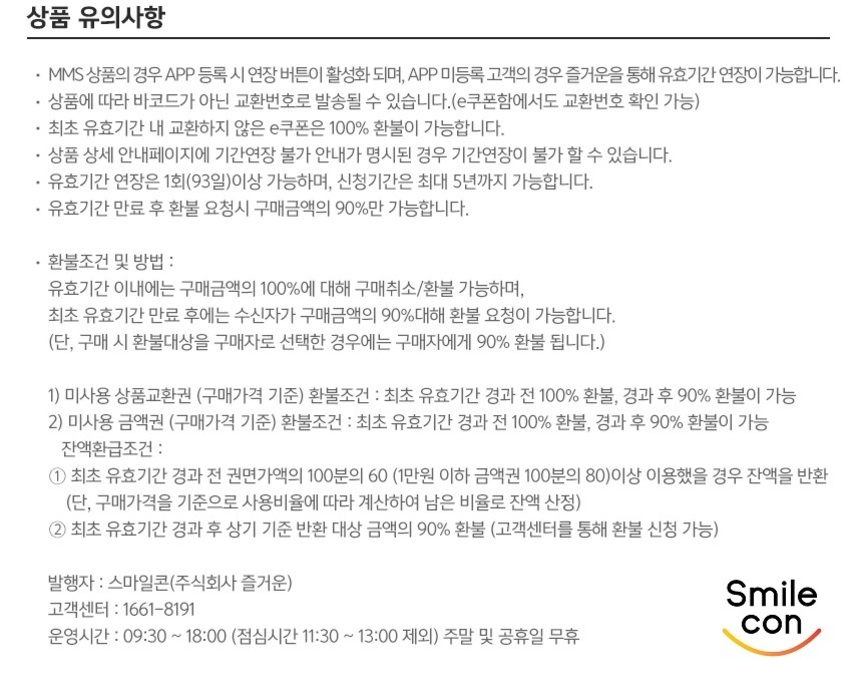 상품 유의사항
· MMS 상품의 경우 APP 등록 시 연장 버튼이 활성화 되며, APP 미등록 고객의 경우 즐거운을 통해 유효기간 연장이 가능합니다.
· 상품에 따라 바코드가 아닌 교환번호로 발송될 수 있습니다.(e쿠폰함에서도 교환번호 확인 가능)
· 최초 유효기간 내 교환하지 않은 e쿠폰은 100% 환불이 가능합니다.
· 상품 상세 안내페이지에 기간연장 불가 안내가 명시된 경우 기간연장이 불가 할 수 있습니다.
· 유효기간 연장은 1회(93일)이상 가능하며, 신청기간은 최대 5년까지 가능합니다.
· 유효기간 만료 후 환불 요청시 구매금액의 90%만 가능합니다.
· 환불조건 및 방법 :
유효기간 이내에는 구매금액의 100%에 대해 구매취소/환불 가능하며,
최초 유효기간 만료 후에는 수신자가 구매금액의 90%대해 환불 요청이 가능합니다.
(단, 구매 시 환불대상을 구매자로 선택한 경우에는 구매자에게 90% 환불 됩니다.)
1) 미사용 상품교환권 (구매가격 기준) 환불조건 : 최초 유효기간 경과 전 100% 환불, 경과 후 90% 환불이 가능
2) 미사용 금액권 (구매가격 기준) 환불조건 : 최초 유효기간 경과 전 100% 환불, 경과 후 90% 환불이 가능
잔액환급조건 :
① 최초 유효기간 경과 전 권면가액의 100분의 60 (1만원 이하 금액권 100분의 80)이상 이용했을 경우 잔액을 반환
(단, 구매가격을 기준으로 사용비율에 따라 계산하여 남은 비율로 잔액 산정)
② 최초 유효기간 경과 후 상기 기준 반환 대상 금액의 90% 환불 (고객센터를 통해 환불 신청 가능)
발행자 : 스마일콘(주식회사 즐거운)
고객센터 : 1661-8191
운영시간 : 09:30 ~ 18:00 (점심시간 11:30 ~ 13:00 제외) 주말 및 공휴일 무휴
Smile
con